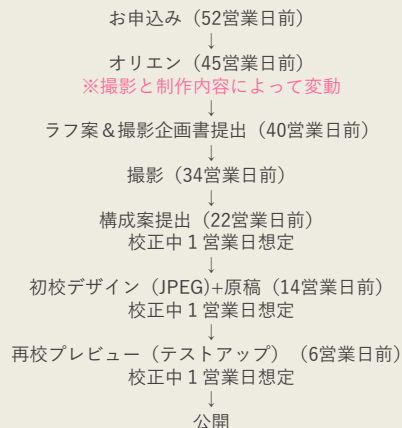 お申込み（52営業日前）
↓
オリエン（45営業日前）
※撮影と制作内容によって変動
↓
ラフ案＆撮影企画書提出（40営業日前）
↓
撮影（34営業日前）
↓
構成案提出（22営業日前）
校正中１営業日想定
↓
初校デザイン（JPEG)+原稿（14営業日前）
校正中１営業日想定
↓
再校プレビュー（テストアップ）（6営業日前）
校正中１営業日想定
↓
公開